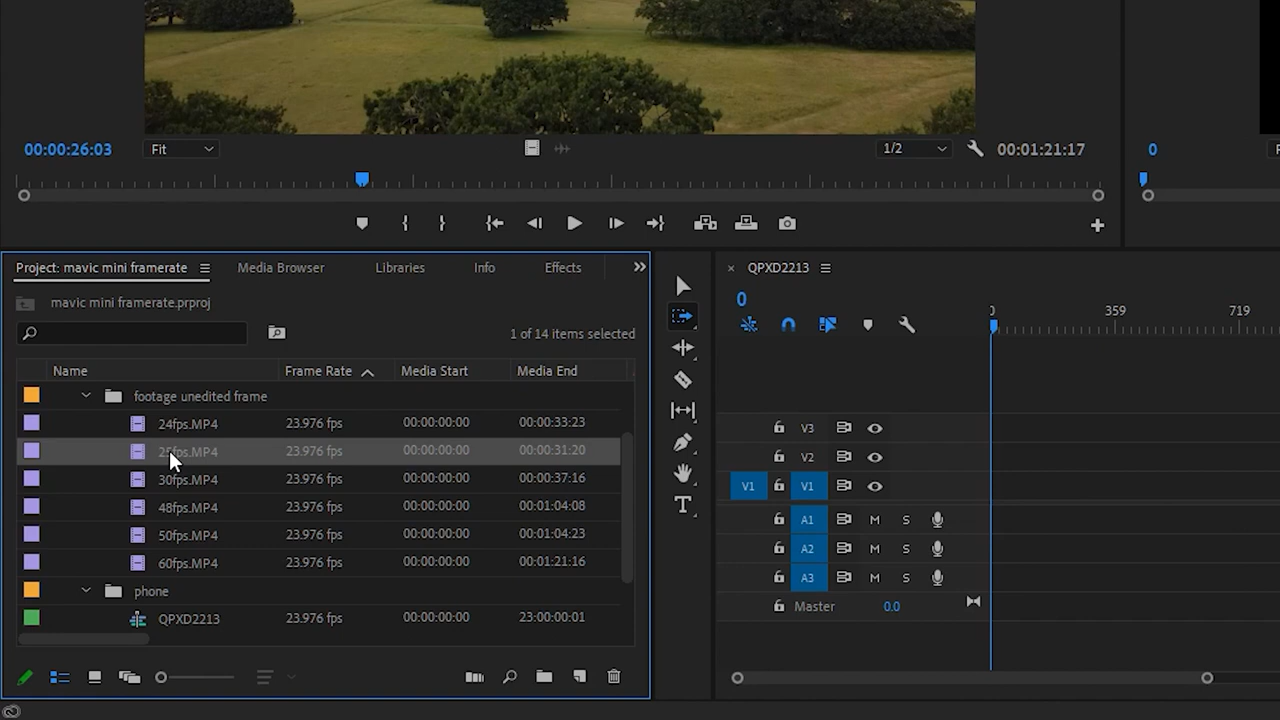 00:00:26:03 Fit 1/2 00:01:21:17 0
Project: mavic mini framerate Media Browser Libraries Info Effects
mavic mini framerate.prproj
1 of 14 items selected
Name Frame Rate Media Start Media End
footage unedited frame
24fps.MP4 23.976 fps 00:00:00:00 00:00:33:23
25fps.MP4 23.976 fps 00:00:00:00 00:00:31:20
30fps.MP4 23.976 fps 00:00:00:00 00:00:37:16
48fps.MP4 23.976 fps 00:00:00:00 00:01:04:08
50fps.MP4 23.976 fps 00:00:00:00 00:01:04:23
60fps.MP4 23.976 fps 00:00:00:00 00:01:21:16
phone
QPXD2213 23.976 fps 00:00:00:00 23:00:00:01
× QPXD2213
0
0 359 719
V3
V2
V1 V1
A1 M S
A2 M S
A3 M S
Master 0.0